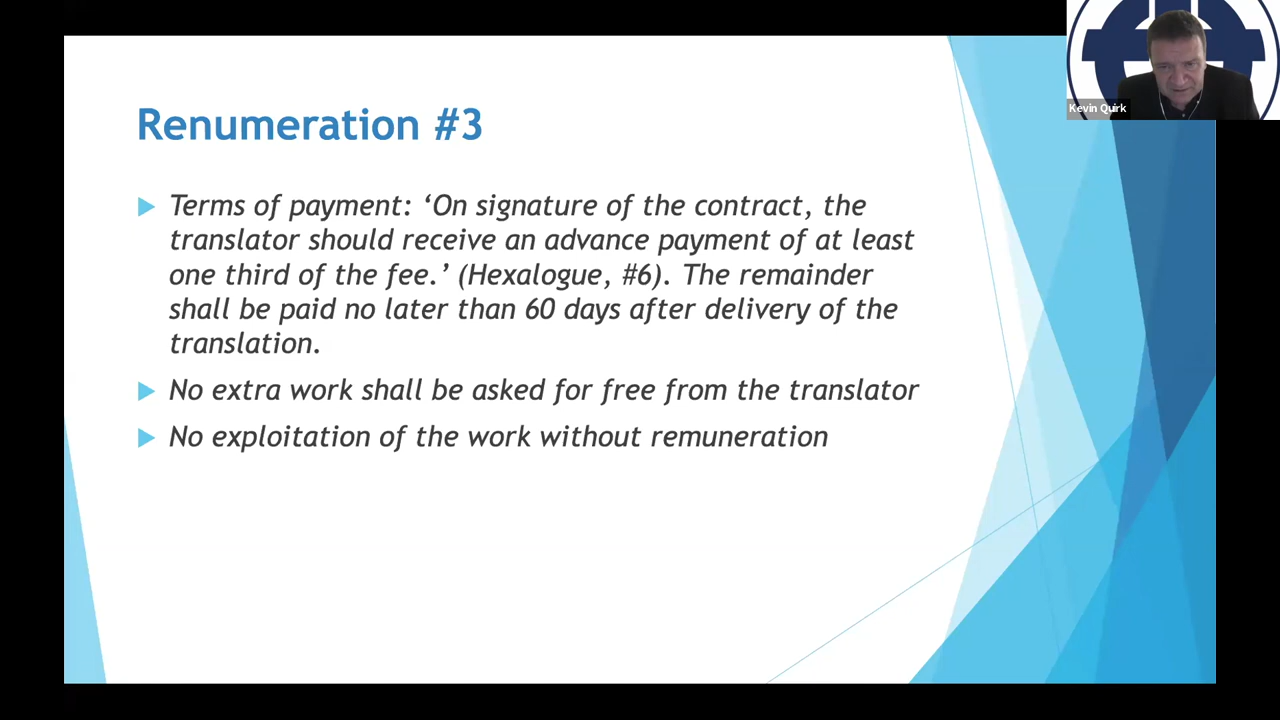 Kevin Quirk
Renumeration #3
Terms of payment: ‘On signature of the contract, the
translator should receive an advance payment of at least
one third of the fee.’ (Hexalogue, #6). The remainder
shall be paid no later than 60 days after delivery of the
translation.
No extra work shall be asked for free from the translator
No exploitation of the work without remuneration